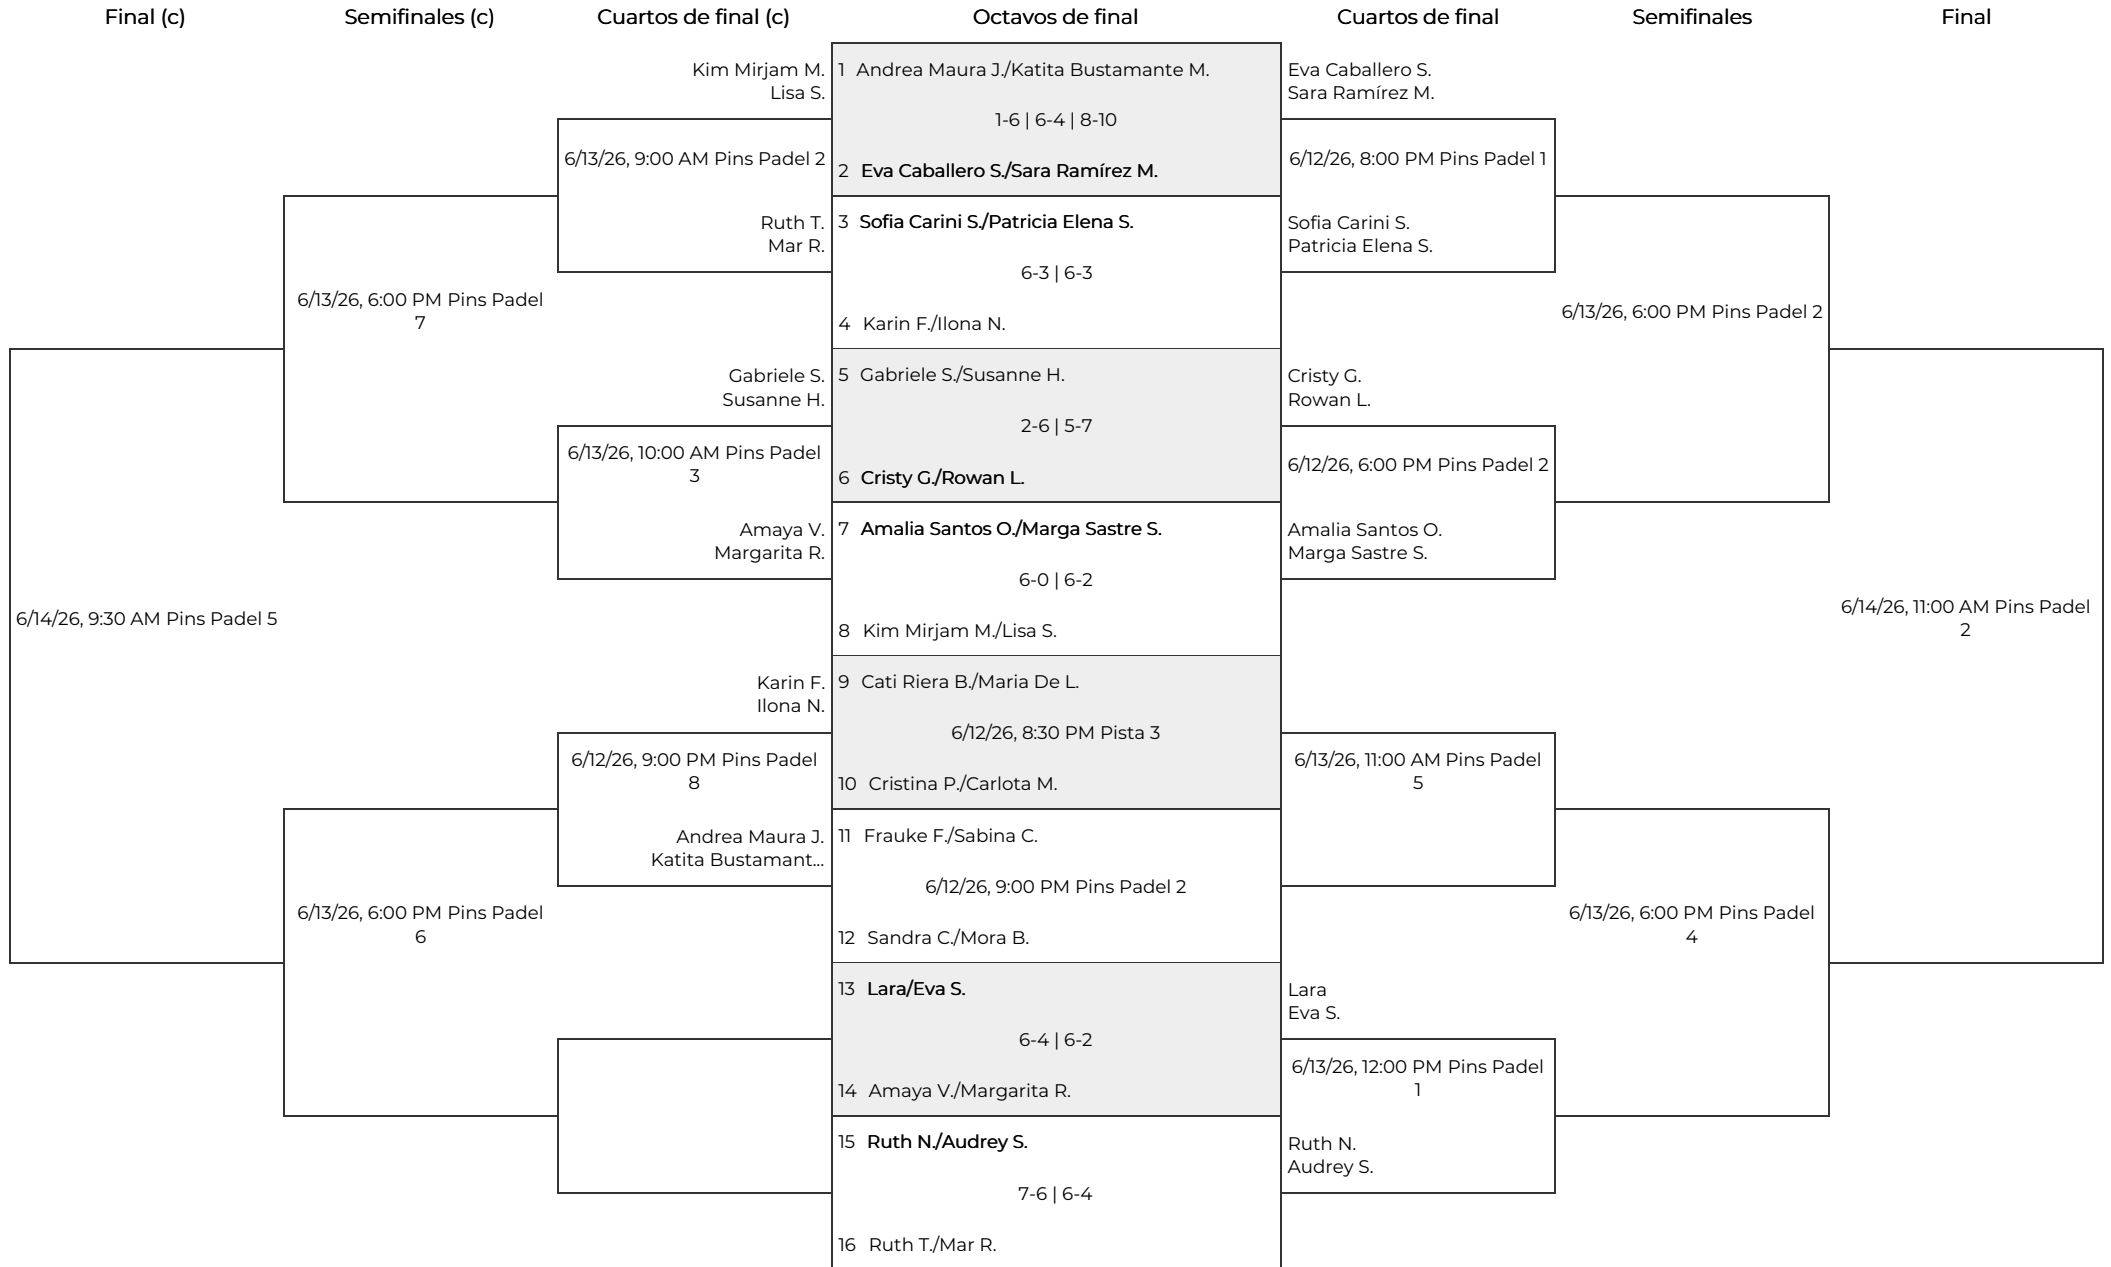 Final (c)
Semifinales (c)
Cuartos de final (c)
Octavos de final
Cuartos de final
Semifinales
Final
6/14/26, 9:30 AM Pins Padel 5
6/13/26, 6:00 PM Pins Padel
7
6/13/26, 6:00 PM Pins Padel
6
Kim Mirjam M.
Lisa S.
6/13/26, 9:00 AM Pins Padel 2
Ruth T.
Mar R.
Gabriele S.
Susanne H.
6/13/26, 10:00 AM Pins Padel
3
Amaya V.
Margarita R.
Karin F.
Ilona N.
6/12/26, 9:00 PM Pins Padel
8
Andrea Maura J.
Katita Bustamant...
1 Andrea Maura J./Katita Bustamante M.
1-6 | 6-4 | 8-10
2 Eva Caballero S./Sara Ramírez M.
3 Sofia Carini S./Patricia Elena S.
6-3 | 6-3
4 Karin F./Ilona N.
5 Gabriele S./Susanne H.
2-6 | 5-7
6 Cristy G./Rowan L.
7 Amalia Santos O./Marga Sastre S.
6-0 | 6-2
8 Kim Mirjam M./Lisa S.
9 Cati Riera B./Maria De L.
6/12/26, 8:30 PM Pista 3
10 Cristina P./Carlota M.
11 Frauke F./Sabina C.
6/12/26, 9:00 PM Pins Padel 2
12 Sandra C./Mora B.
13 Lara/Eva S.
6-4 | 6-2
14 Amaya V./Margarita R.
15 Ruth N./Audrey S.
7-6 | 6-4
16 Ruth T./Mar R.
Eva Caballero S.
Sara Ramírez M.
6/12/26, 8:00 PM Pins Padel 1
Sofia Carini S.
Patricia Elena S.
Cristy G.
Rowan L.
6/12/26, 6:00 PM Pins Padel 2
Amalia Santos O.
Marga Sastre S.
6/13/26, 11:00 AM Pins Padel
5
Lara
Eva S.
6/13/26, 12:00 PM Pins Padel
1
Ruth N.
Audrey S.
6/13/26, 6:00 PM Pins Padel 2
6/13/26, 6:00 PM Pins Padel
4
6/14/26, 11:00 AM Pins Padel
2